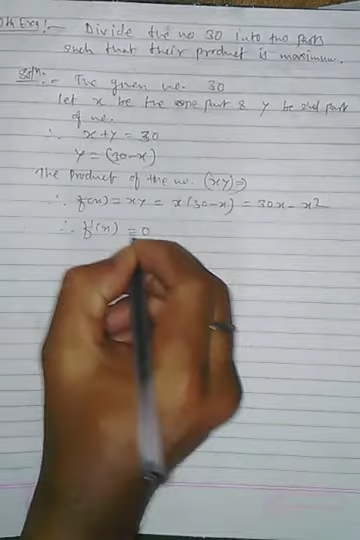 Exg!- Divide the no 30 into two parts
such that their product is maximum.
Soln:- The given no. 30
let x be the one part & y be 2nd part
of no.
∴ x+y = 30
y = (30-x)
The product of the no. (xy) ⇒
∴ f(x) = xy = x(30-x) = 30x - x²
∴ f'(x) = 0